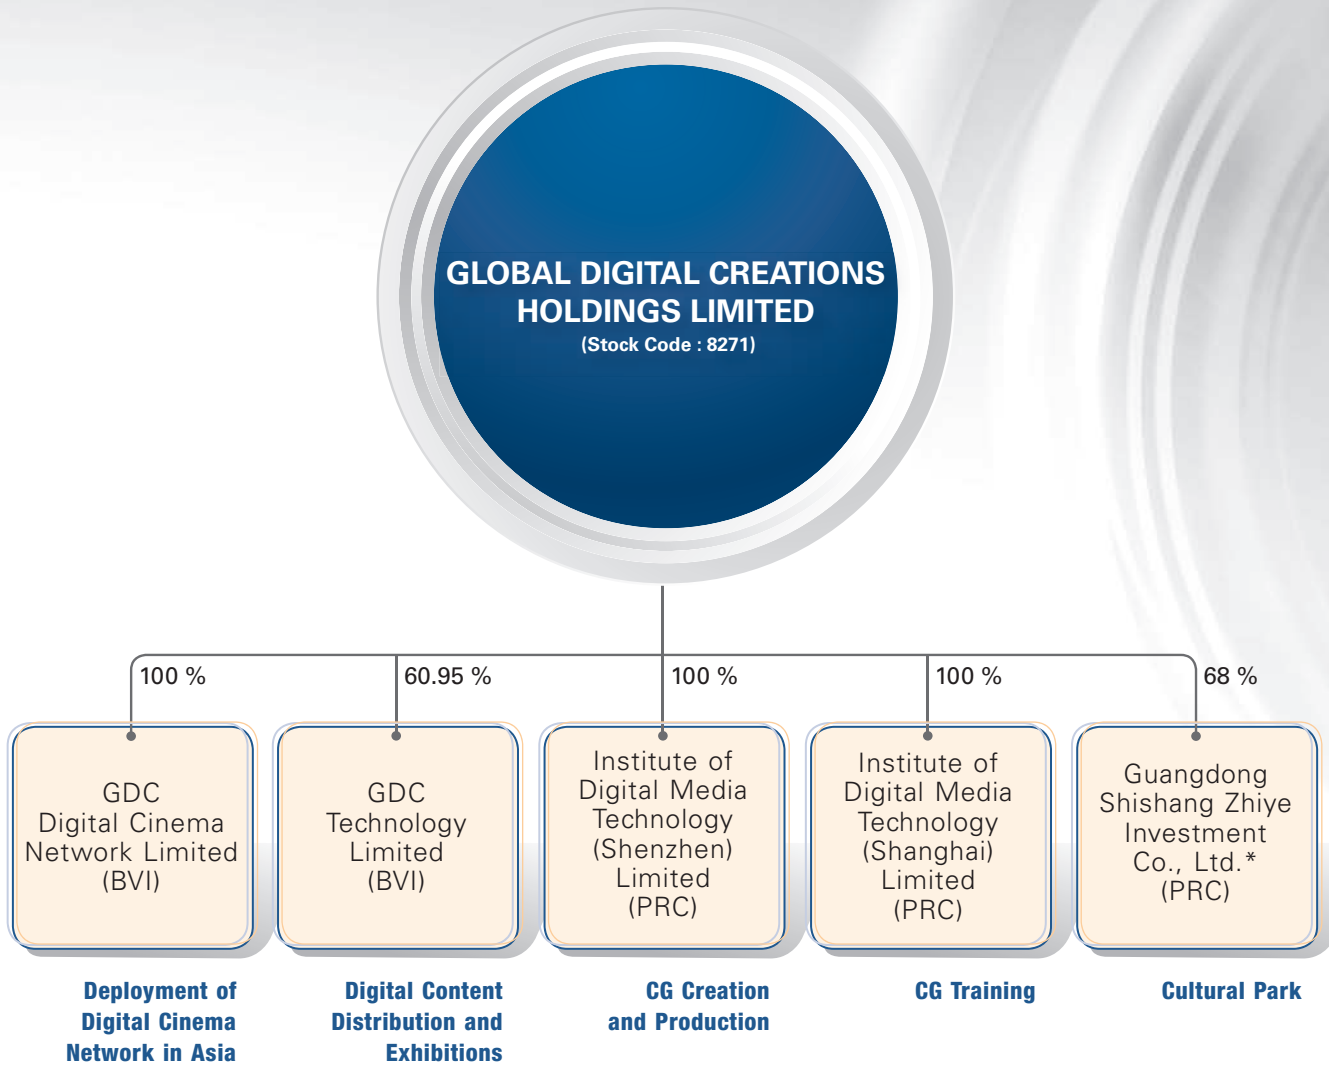 GLOBAL DIGITAL CREATIONS
HOLDINGS LIMITED
(Stock Code : 8271)
100 %
60.95 %
100 %
100 %
68 %
GDC
Digital Cinema
Network Limited
(BVI)
GDC
Technology
Limited
(BVI)
Institute of
Digital Media
Technology
(Shenzhen)
Limited
(PRC)
Institute of
Digital Media
Technology
(Shanghai)
Limited
(PRC)
Guangdong
Shishang Zhiye
Investment
Co., Ltd.*
(PRC)
Deployment of
Digital Cinema
Network in Asia
Digital Content
Distribution and
Exhibitions
CG Creation
and Production
CG Training
Cultural Park